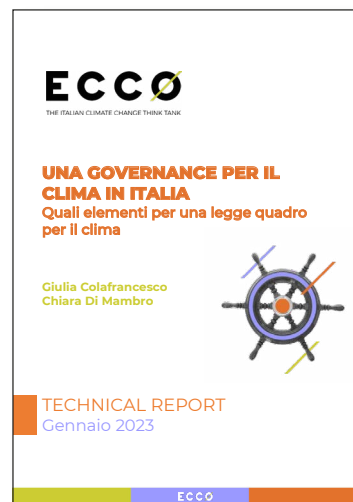 ECCO
THE ITALIAN CLIMATE CHANGE THINK TANK
UNA GOVERNANCE PER IL
CLIMA IN ITALIA
Quali elementi per una legge quadro
per il clima
Giulia Colafrancesco
Chiara Di Mambro
TECHNICAL REPORT
Gennaio 2023
ECCO